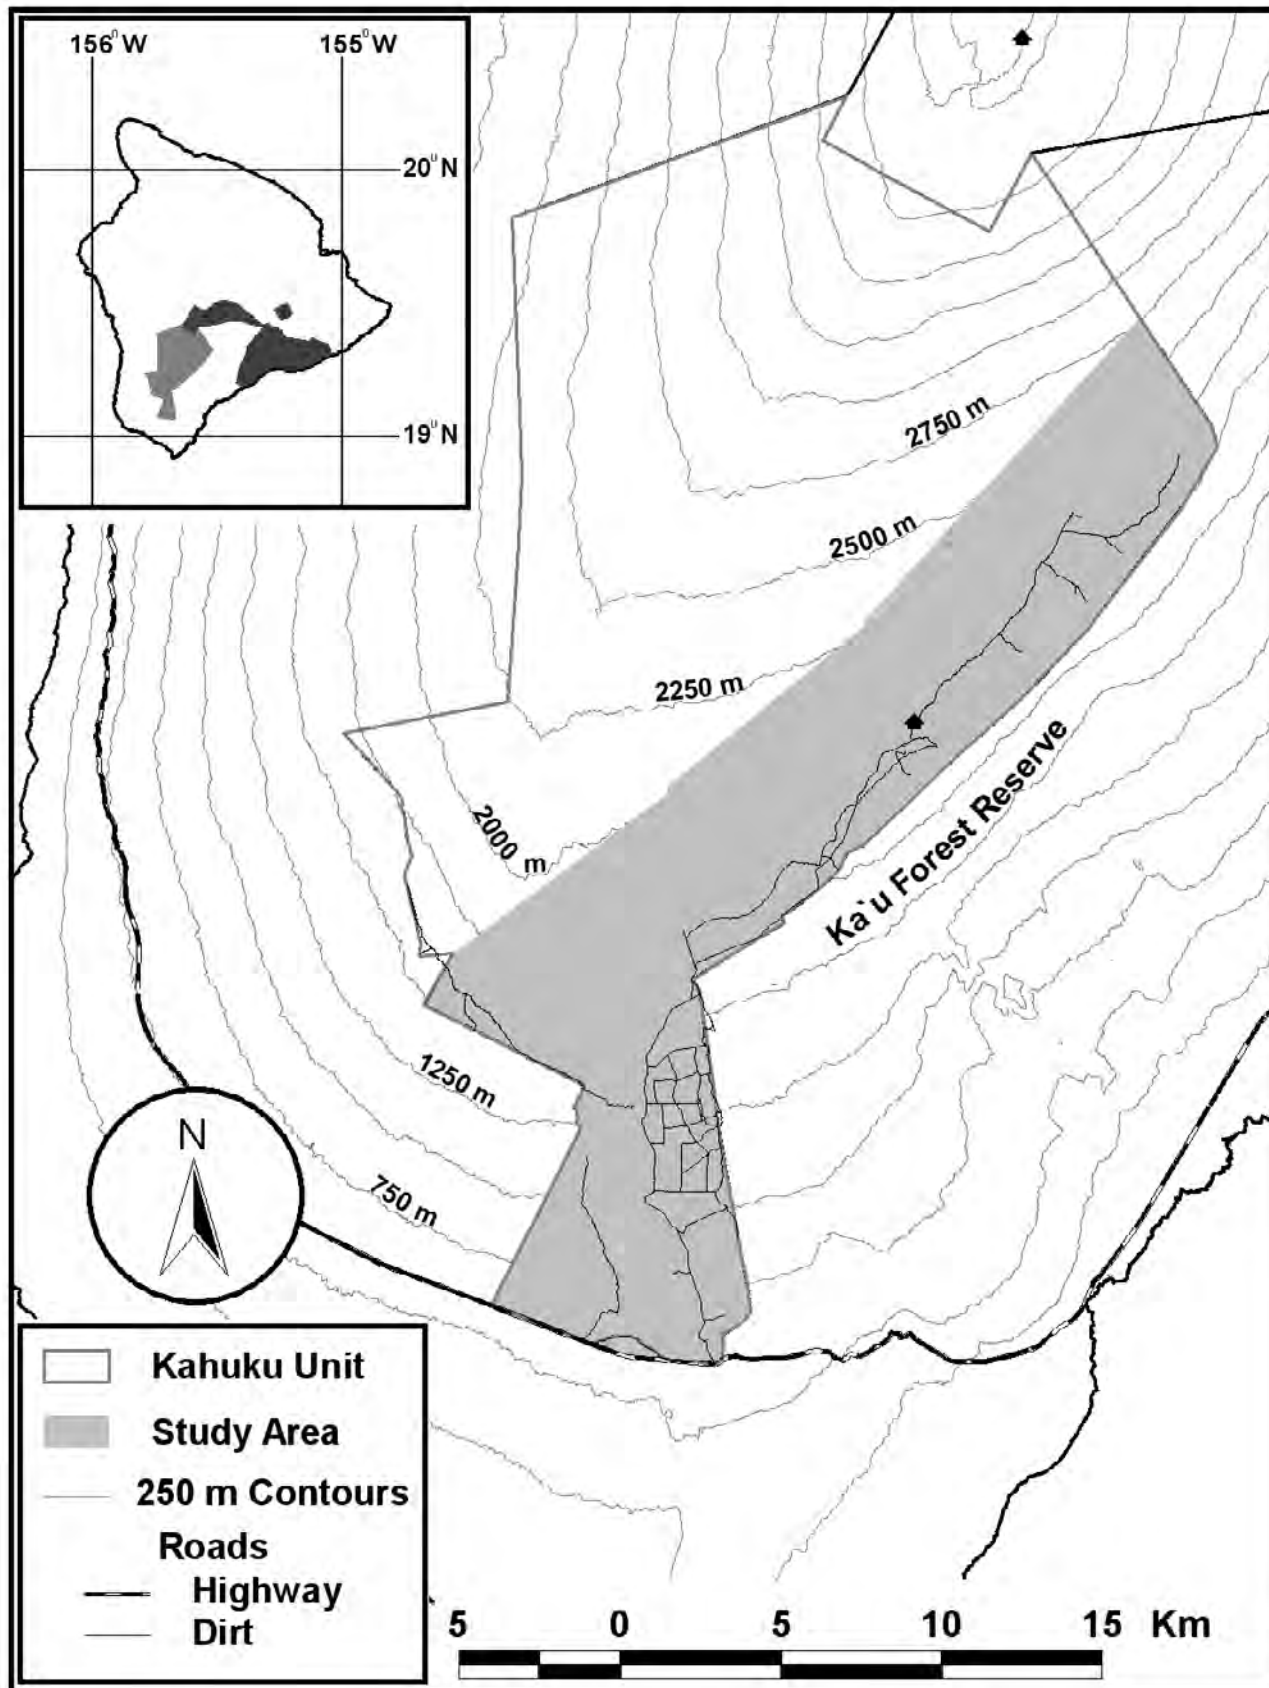 156°W 155°W
20°N
19°N
2750 m
2500 m
2250 m
2000 m
Ka`u Forest Reserve
1250 m
750 m
N
Kahuku Unit
Study Area
250 m Contours
Roads
Highway
Dirt
5 0 5 10 15 Km